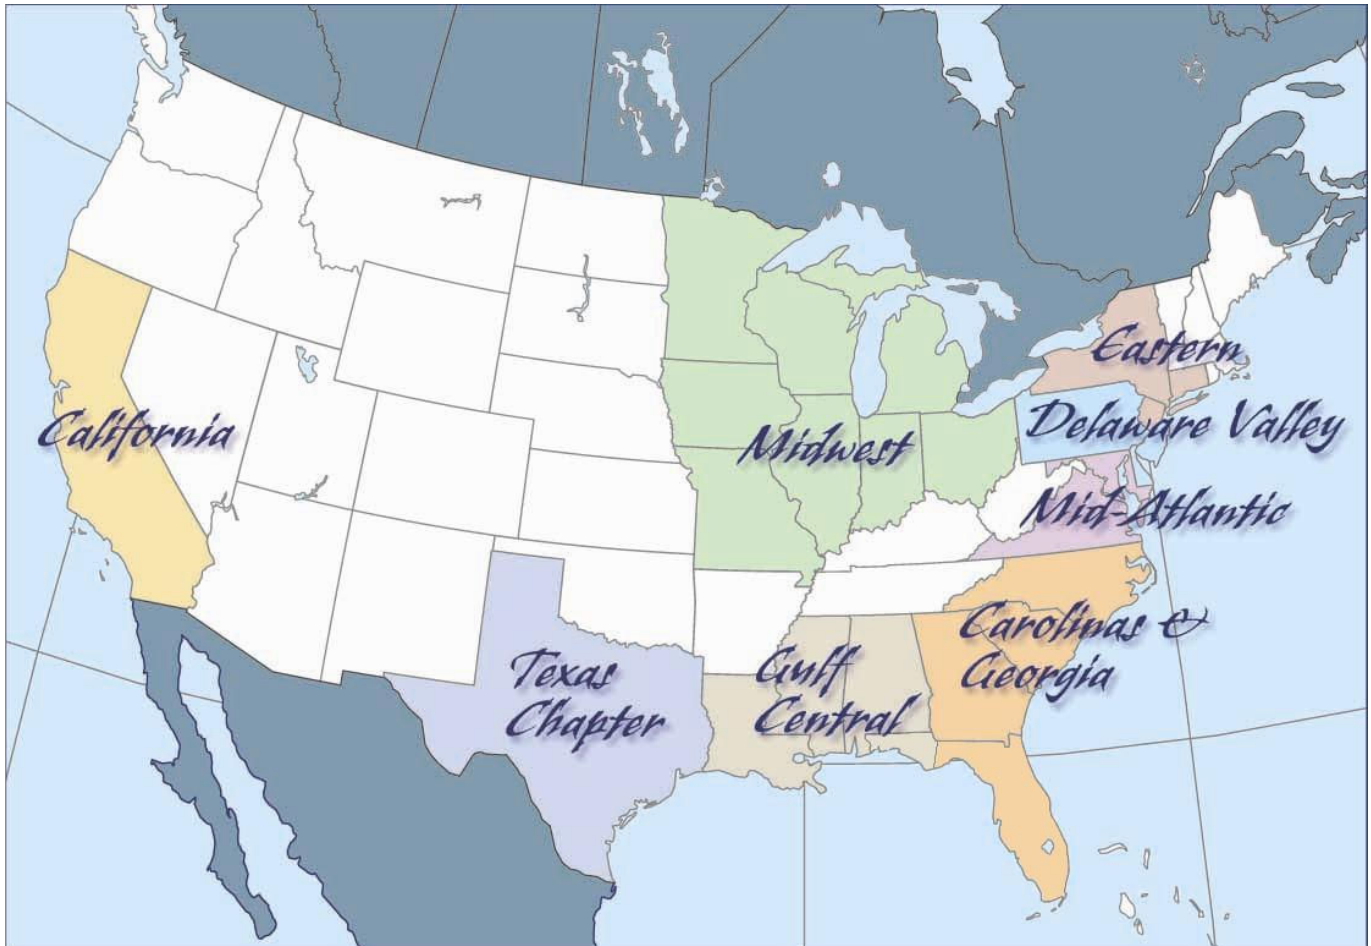 Eastern
California
Midwest
Delaware Valley
Mid-Atlantic
Carolinas &
Georgia
Texas
Chapter
Gulf
Central